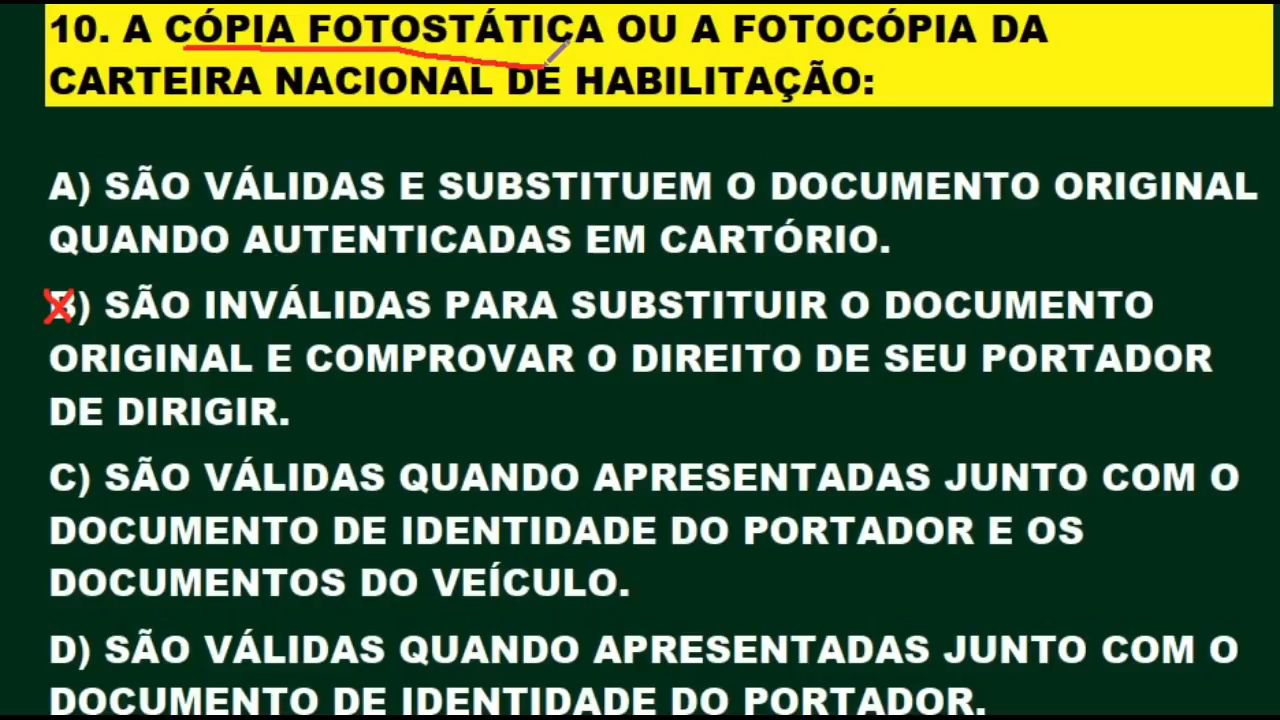 10. A CÓPIA FOTOSTÁTICA OU A FOTOCÓPIA DA
CARTEIRA NACIONAL DE HABILITAÇÃO:
A) SÃO VÁLIDAS E SUBSTITUEM O DOCUMENTO ORIGINAL
QUANDO AUTENTICADAS EM CARTÓRIO.
B) SÃO INVÁLIDAS PARA SUBSTITUIR O DOCUMENTO
ORIGINAL E COMPROVAR O DIREITO DE SEU PORTADOR
DE DIRIGIR.
C) SÃO VÁLIDAS QUANDO APRESENTADAS JUNTO COM O
DOCUMENTO DE IDENTIDADE DO PORTADOR E OS
DOCUMENTOS DO VEÍCULO.
D) SÃO VÁLIDAS QUANDO APRESENTADAS JUNTO COM O
DOCUMENTO DE IDENTIDADE DO PORTADOR.